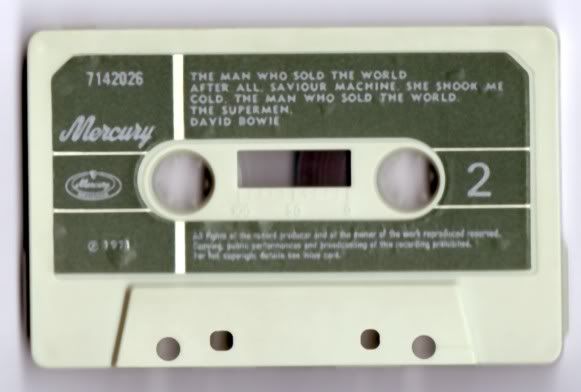 7142026
THE MAN WHO SOLD THE WORLD
AFTER ALL, SAVIOUR MACHINE, SHE SHOOK ME
COLD, THE MAN WHO SOLD THE WORLD,
THE SUPERMEN.
DAVID BOWIE
Mercury
Mercury
2
℗ 1971
All rights of the record producer and of the owner of the work reproduced reserved.
Copying, public performances and broadcasting of this recording prohibited.
For full copyright details see inlay card.